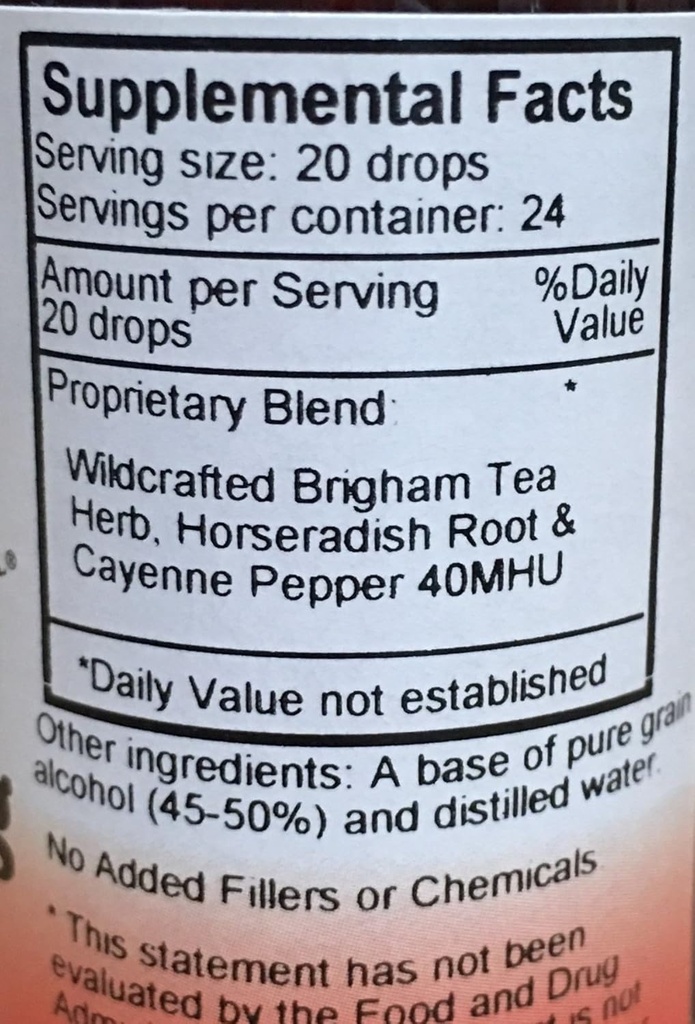 Supplemental Facts
Serving size: 20 drops
Servings per container: 24
Amount per Serving
20 drops
%Daily
Value
Proprietary Blend:
*
Wildcrafted Brigham Tea
Herb, Horseradish Root &
Cayenne Pepper 40MHU
*Daily Value not established
Other ingredients: A base of pure grain
alcohol (45-50%) and distilled water.
No Added Fillers or Chemicals
* This statement has not been
evaluated by the Food and Drug
is not